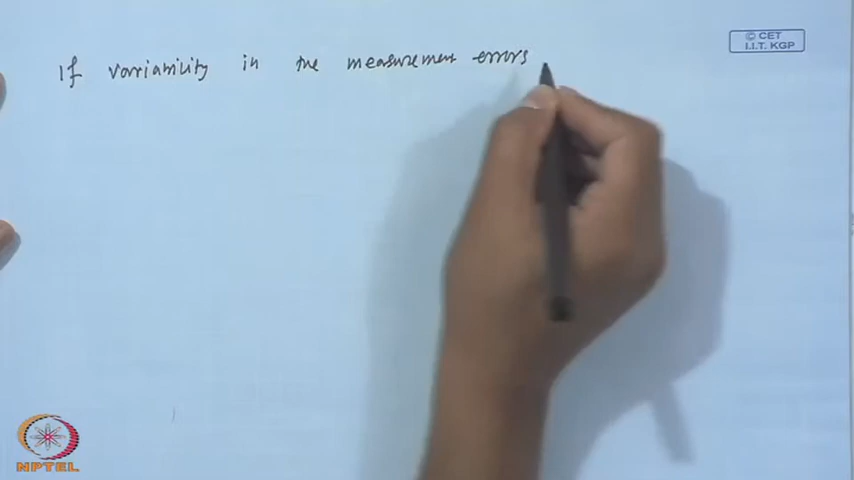 If variability in the measurement errors
© CET
I.I.T. KGP
NPTEL